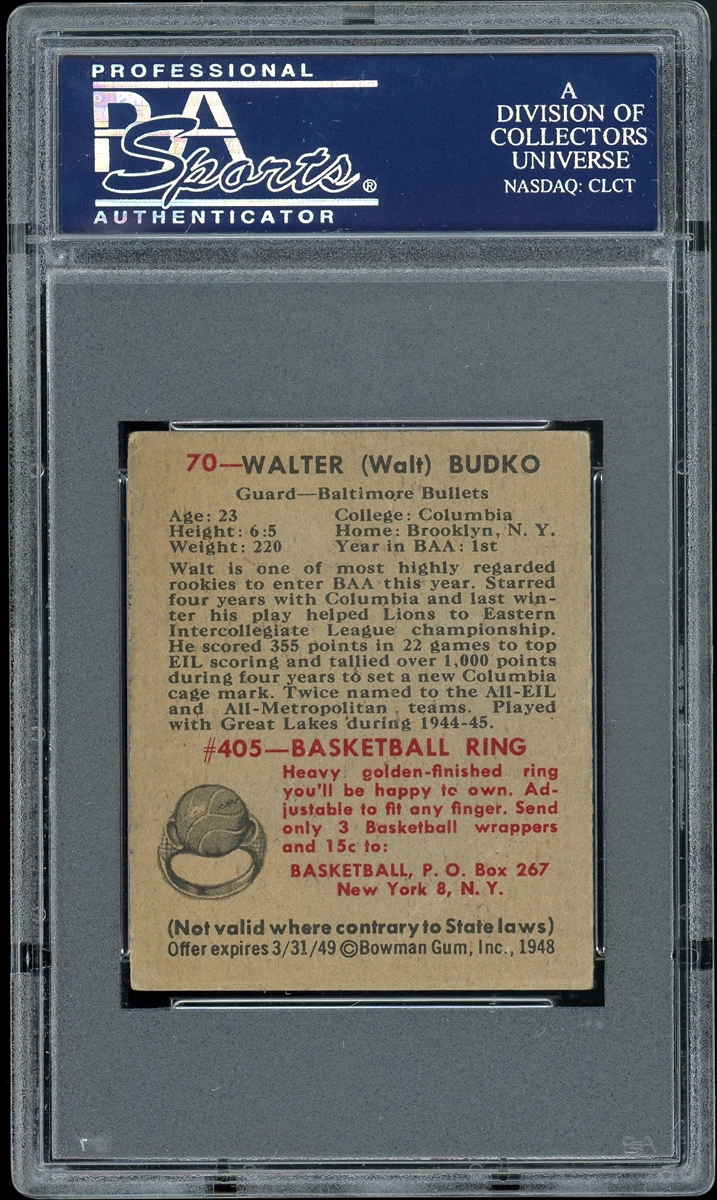 PROFESSIONAL
PSA
Sports®
AUTHENTICATOR
A
DIVISION OF
COLLECTORS
UNIVERSE
NASDAQ: CLCT
70—WALTER (Walt) BUDKO
Guard—Baltimore Bullets
Age: 23 College: Columbia
Height: 6:5 Home: Brooklyn, N. Y.
Weight: 220 Year in BAA: 1st
Walt is one of most highly regarded
rookies to enter BAA this year. Starred
four years with Columbia and last win-
ter his play helped Lions to Eastern
Intercollegiate League championship.
He scored 355 points in 22 games to top
EIL scoring and tallied over 1,000 points
during four years to set a new Columbia
cage mark. Twice named to the All-EIL
and All-Metropolitan teams. Played
with Great Lakes during 1944-45.
#405—BASKETBALL RING
Heavy golden-finished ring
you'll be happy to own. Ad-
justable to fit any finger. Send
only 3 Basketball wrappers
and 15c to:
BASKETBALL, P. O. Box 267
New York 8, N. Y.
(Not valid where contrary to State laws)
Offer expires 3/31/49 ©Bowman Gum, Inc., 1948
PSA